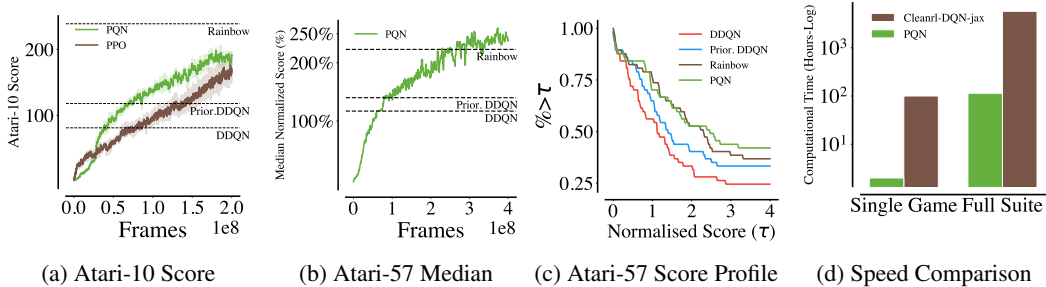 PQN
PPO
Rainbow
Prior.DDQN
DDQN
Atari-10 Score
200
100
0.0 0.5 1.0 1.5 2.0
1e8
Frames
(a) Atari-10 Score
PQN
Rainbow
Prior. DDQN
DDQN
Median Normalized Score (%)
250%
200%
100%
0 1 2 3 4
1e8
Frames
(b) Atari-57 Median
DDQN
Prior. DDQN
Rainbow
PQN
%>τ
1.00
0.75
0.50
0.25
0 1 2 3 4
Normalised Score (τ)
(c) Atari-57 Score Profile
Cleanrl-DQN-jax
PQN
Computational Time (Hours-Log)
10³
10²
10¹
Single Game Full Suite
(d) Speed Comparison